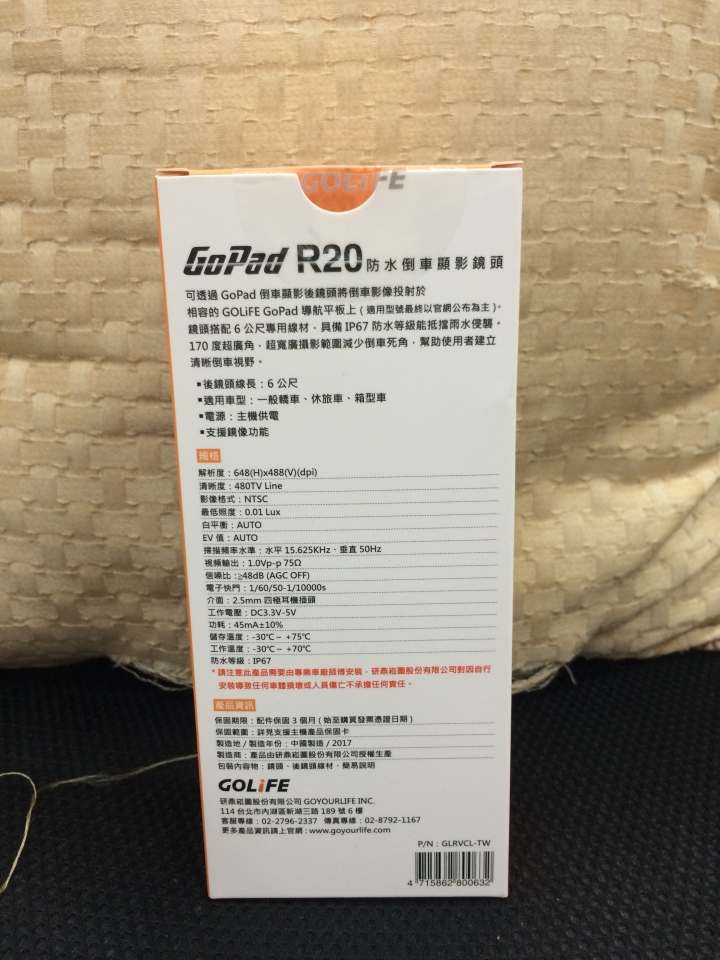 GOLiFE
GoPad R20 防水倒車顯影鏡頭
可透過 GoPad 倒車顯影後鏡頭將倒車影像投射於
相容的 GOLiFE GoPad 導航平板上 ( 適用型號最終以官網公布為主 )。
鏡頭搭配 6 公尺專用線材，具備 IP67 防水等級能抵擋雨水侵襲。
170 度超廣角，超寬廣攝影範圍減少倒車死角，幫助使用者建立
清晰倒車視野。
▪後鏡頭線長：6 公尺
▪適用車型：一般轎車、休旅車、箱型車
▪電源：主機供電
▪支援鏡像功能
規格
解析度：648(H)x488(V)(dpi)
清晰度：480TV Line
影像格式：NTSC
最低照度：0.01 Lux
白平衡：AUTO
EV 值：AUTO
掃描頻率水準：水平 15.625KHz、垂直 50Hz
視頻輸出：1.0Vp-p 75Ω
信噪比：≧48dB (AGC OFF)
電子快門：1/60/50-1/10000s
介面：2.5mm 四極耳機插頭
工作電壓：DC3.3V-5V
功耗：45mA±10%
儲存溫度：-30℃~ +75℃
工作溫度：-30℃~ +70℃
防水等級：IP67
*請注意此產品需要由專業車廠師傅安裝，研鼎崧圖股份有限公司對因自行
安裝導致任何車體損壞或人員傷亡不承擔任何責任。
產品資訊
保固期限：配件保固 3 個月 ( 始至購買發票憑證日期 )
保固範圍：詳見支援主機產品保固卡
製造地 / 製造年份：中國製造 / 2017
製造商：產品由研鼎崧圖股份有限公司授權生產
包裝內容物：鏡頭、後鏡頭線材、簡易說明
GOLiFE
研鼎崧圖股份有限公司 GOYOURLIFE INC.
114 台北市內湖區新湖三路 189 號 6 樓
客服專線：02-2796-2337 傳真專線：02-8792-1167
更多產品資訊請上官網：www.goyourlife.com
P/N：GLRVCL-TW
4 715862 800632